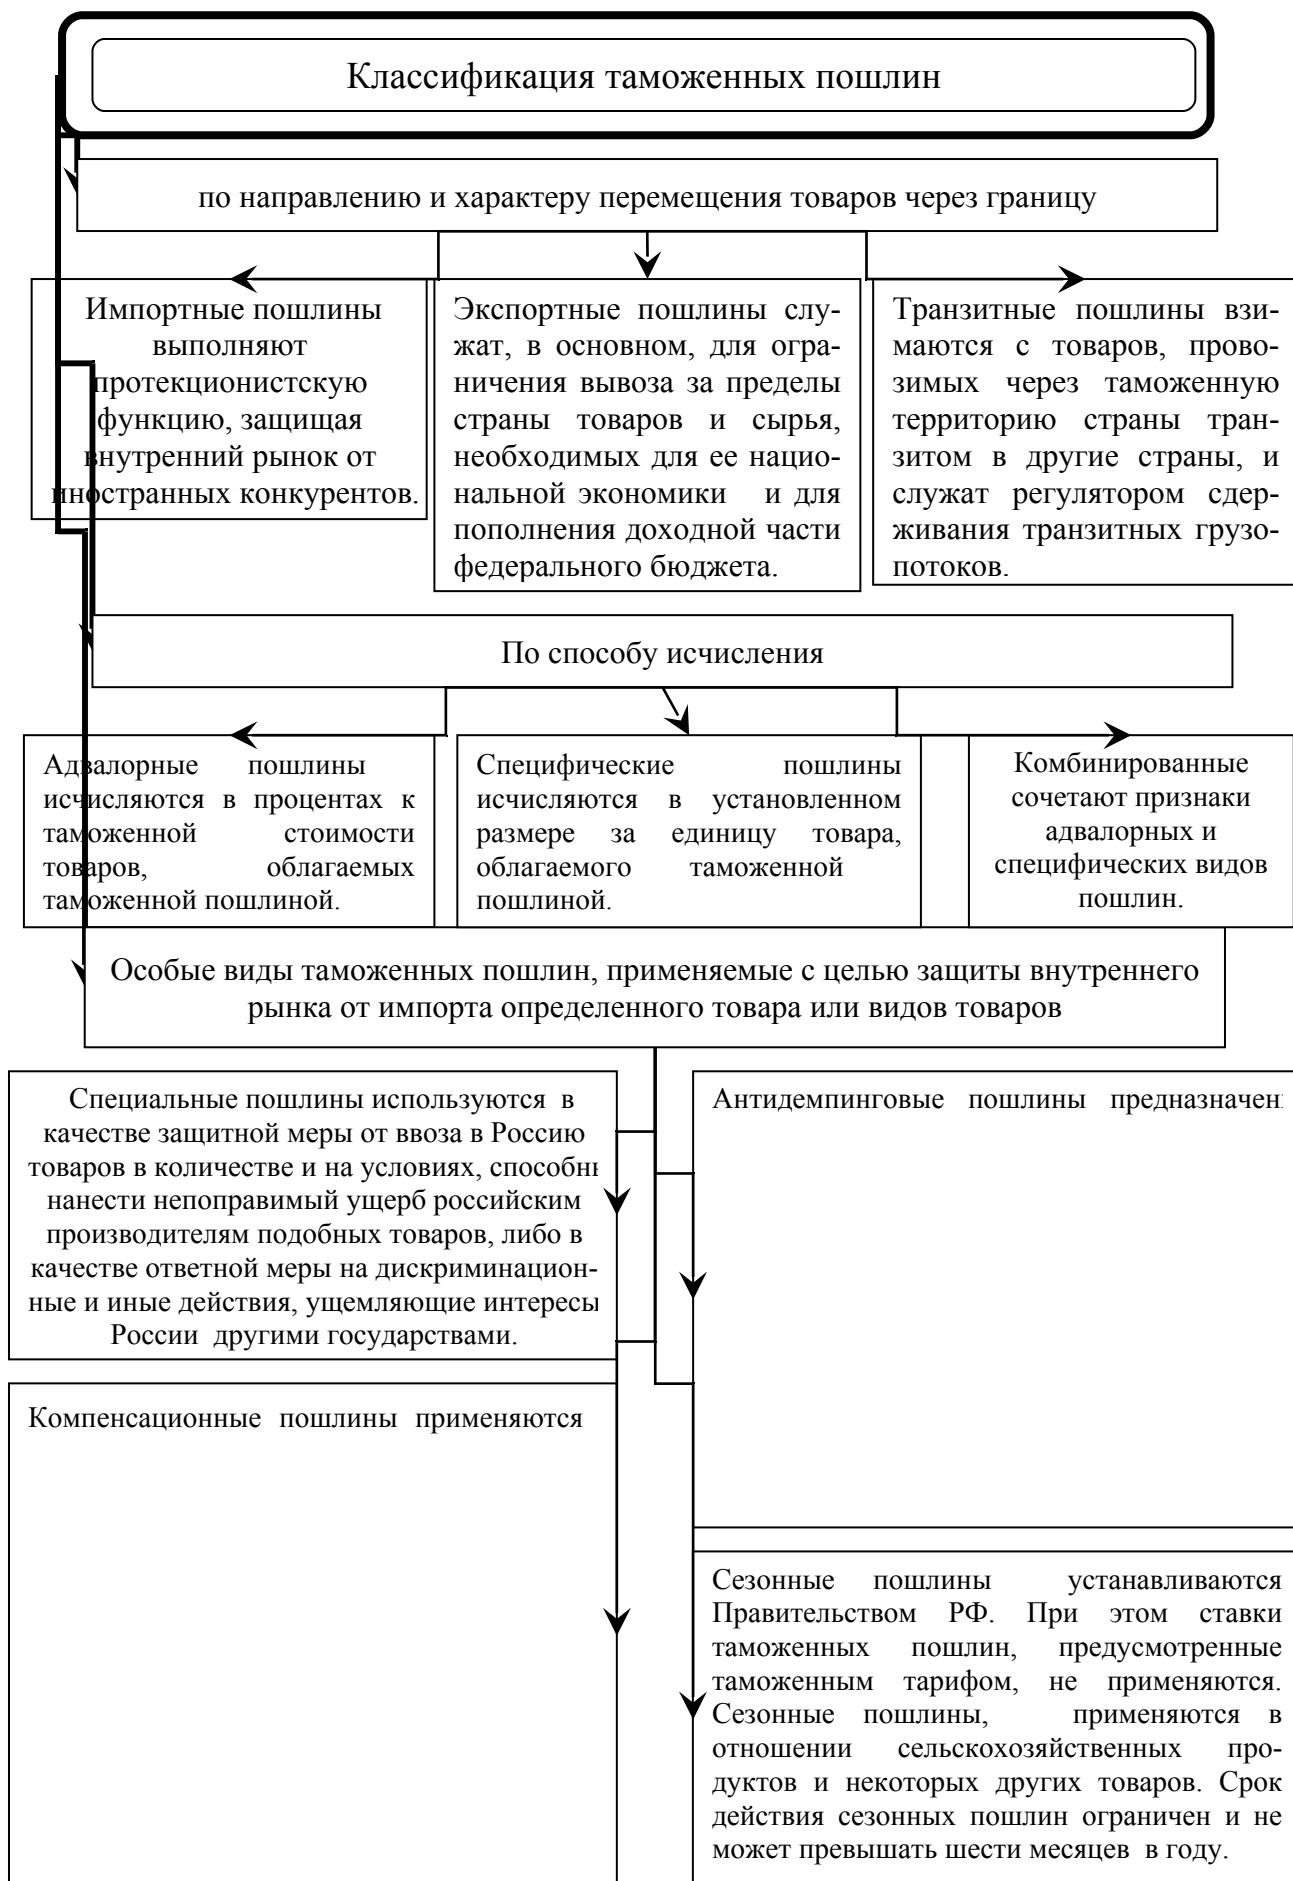 Классификация таможенных пошлин
по направлению и характеру перемещения товаров через границу
Импортные пошлины
выполняют
протекционистскую
функцию, защищая
внутренний рынок от
иностранных конкурентов.
Экспортные пошлины слу-
жат, в основном, для огра-
ничения вывоза за пределы
страны товаров и сырья,
необходимых для ее нацио-
нальной экономики и для
пополнения доходной части
федерального бюджета.
Транзитные пошлины взи-
маются с товаров, прово-
зимых через таможенную
территорию страны тран-
зитом в другие страны, и
служат регулятором сдер-
живания транзитных грузо-
потоков.
По способу исчисления
Адвалорные пошлины
исчисляются в процентах к
таможенной стоимости
товаров, облагаемых
таможенной пошлиной.
Специфические пошлины
исчисляются в установленном
размере за единицу товара,
облагаемого таможенной
пошлиной.
Комбинированные
сочетают признаки
адвалорных и
специфических видов
пошлин.
Особые виды таможенных пошлин, применяемые с целью защиты внутреннего
рынка от импорта определенного товара или видов товаров
Специальные пошлины используются в
качестве защитной меры от ввоза в Россию
товаров в количестве и на условиях,
нанести непоправимый ущерб российским
производителям подобных товаров, либо в
качестве ответной меры на дискриминацион-
ные и иные действия, ущемляющие интересы
России другими государствами.
Антидемпинговые пошлины
Компенсационные пошлины применяются
Сезонные пошлины устанавливаются
Правительством РФ. При этом ставки
таможенных пошлин, предусмотренные
таможенным тарифом, не применяются.
Сезонные пошлины, применяются в
отношении сельскохозяйственных про-
дуктов и некоторых других товаров. Срок
действия сезонных пошлин ограничен и не
может превышать шести месяцев в году.